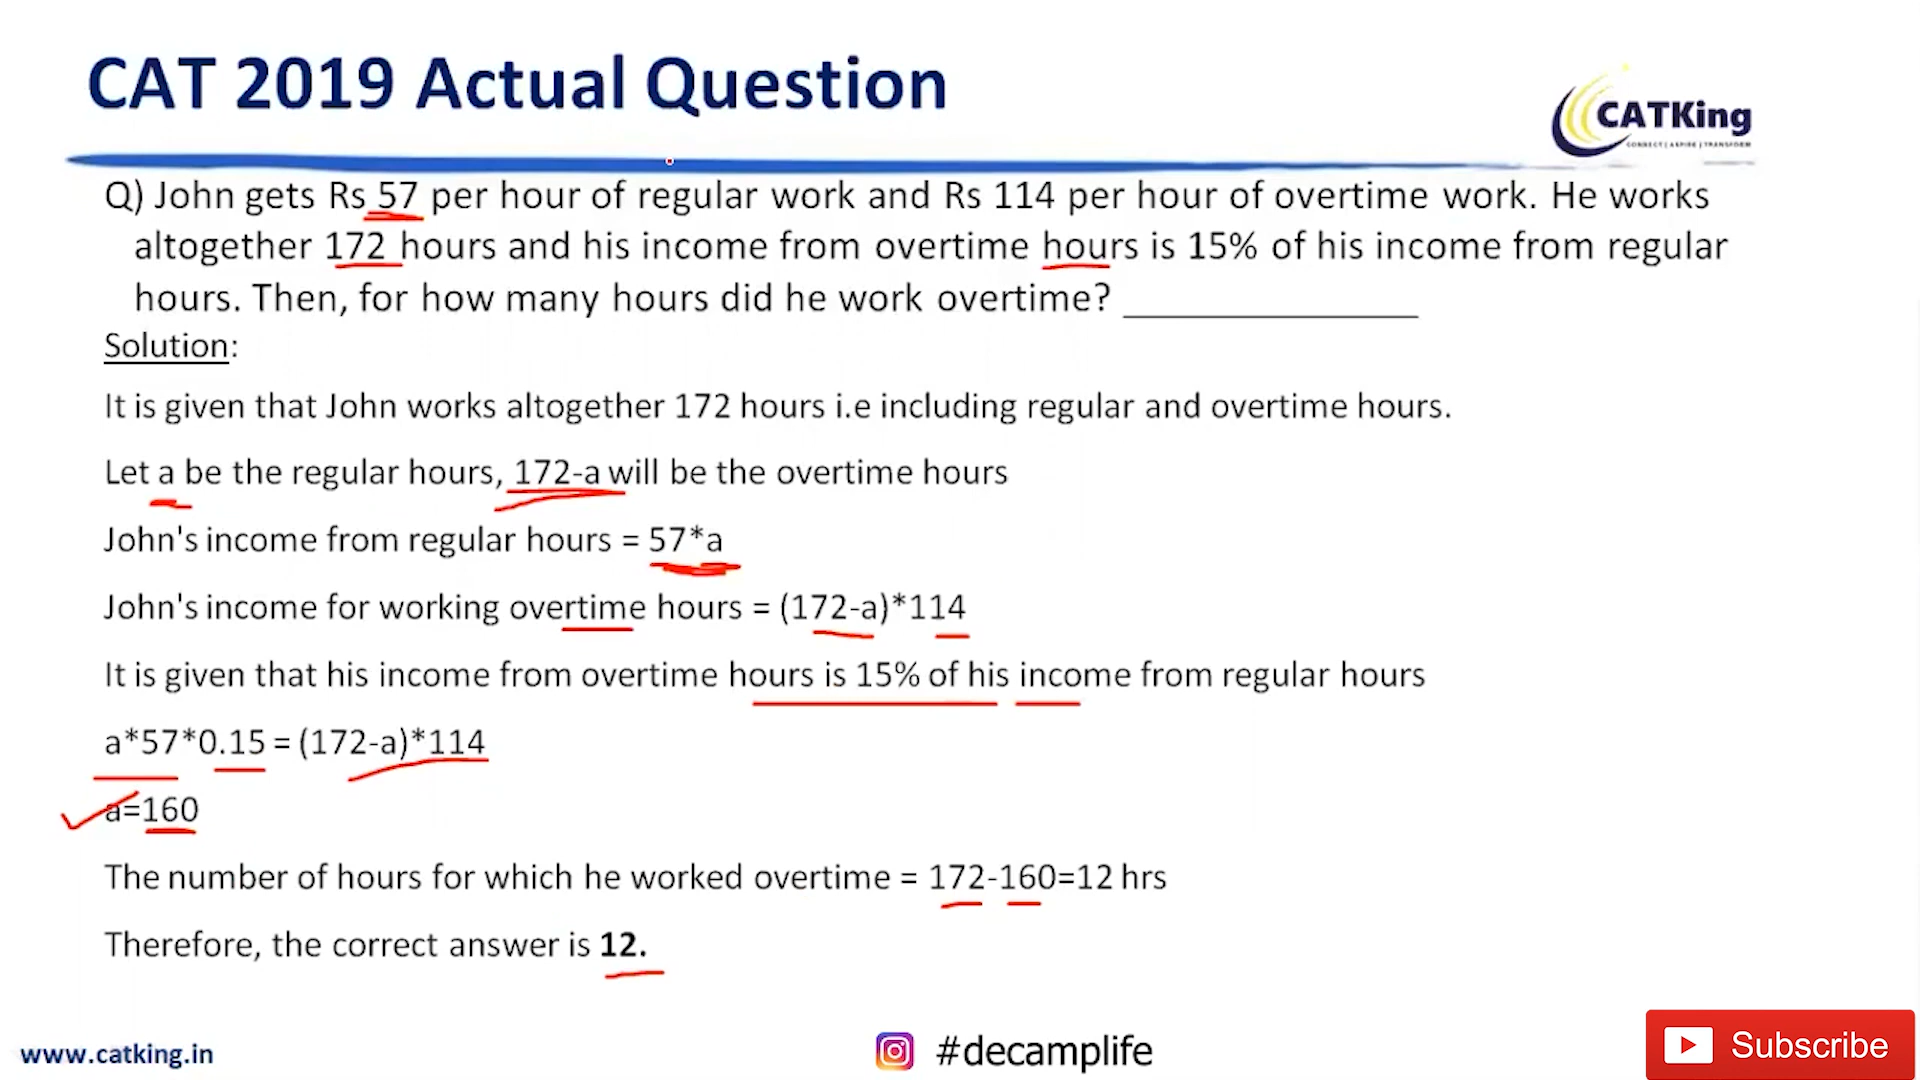 CAT 2019 Actual Question
CATKing
CONNECT | ASPIRE | TRANSFORM
Q) John gets Rs 57 per hour of regular work and Rs 114 per hour of overtime work. He works
altogether 172 hours and his income from overtime hours is 15% of his income from regular
hours. Then, for how many hours did he work overtime? _______________
Solution:
It is given that John works altogether 172 hours i.e including regular and overtime hours.
Let a be the regular hours, 172-a will be the overtime hours
John's income from regular hours = 57*a
John's income for working overtime hours = (172-a)*114
It is given that his income from overtime hours is 15% of his income from regular hours
a*57*0.15 = (172-a)*114
a=160
The number of hours for which he worked overtime = 172-160=12 hrs
Therefore, the correct answer is 12.
www.catking.in
#decamplife
Subscribe